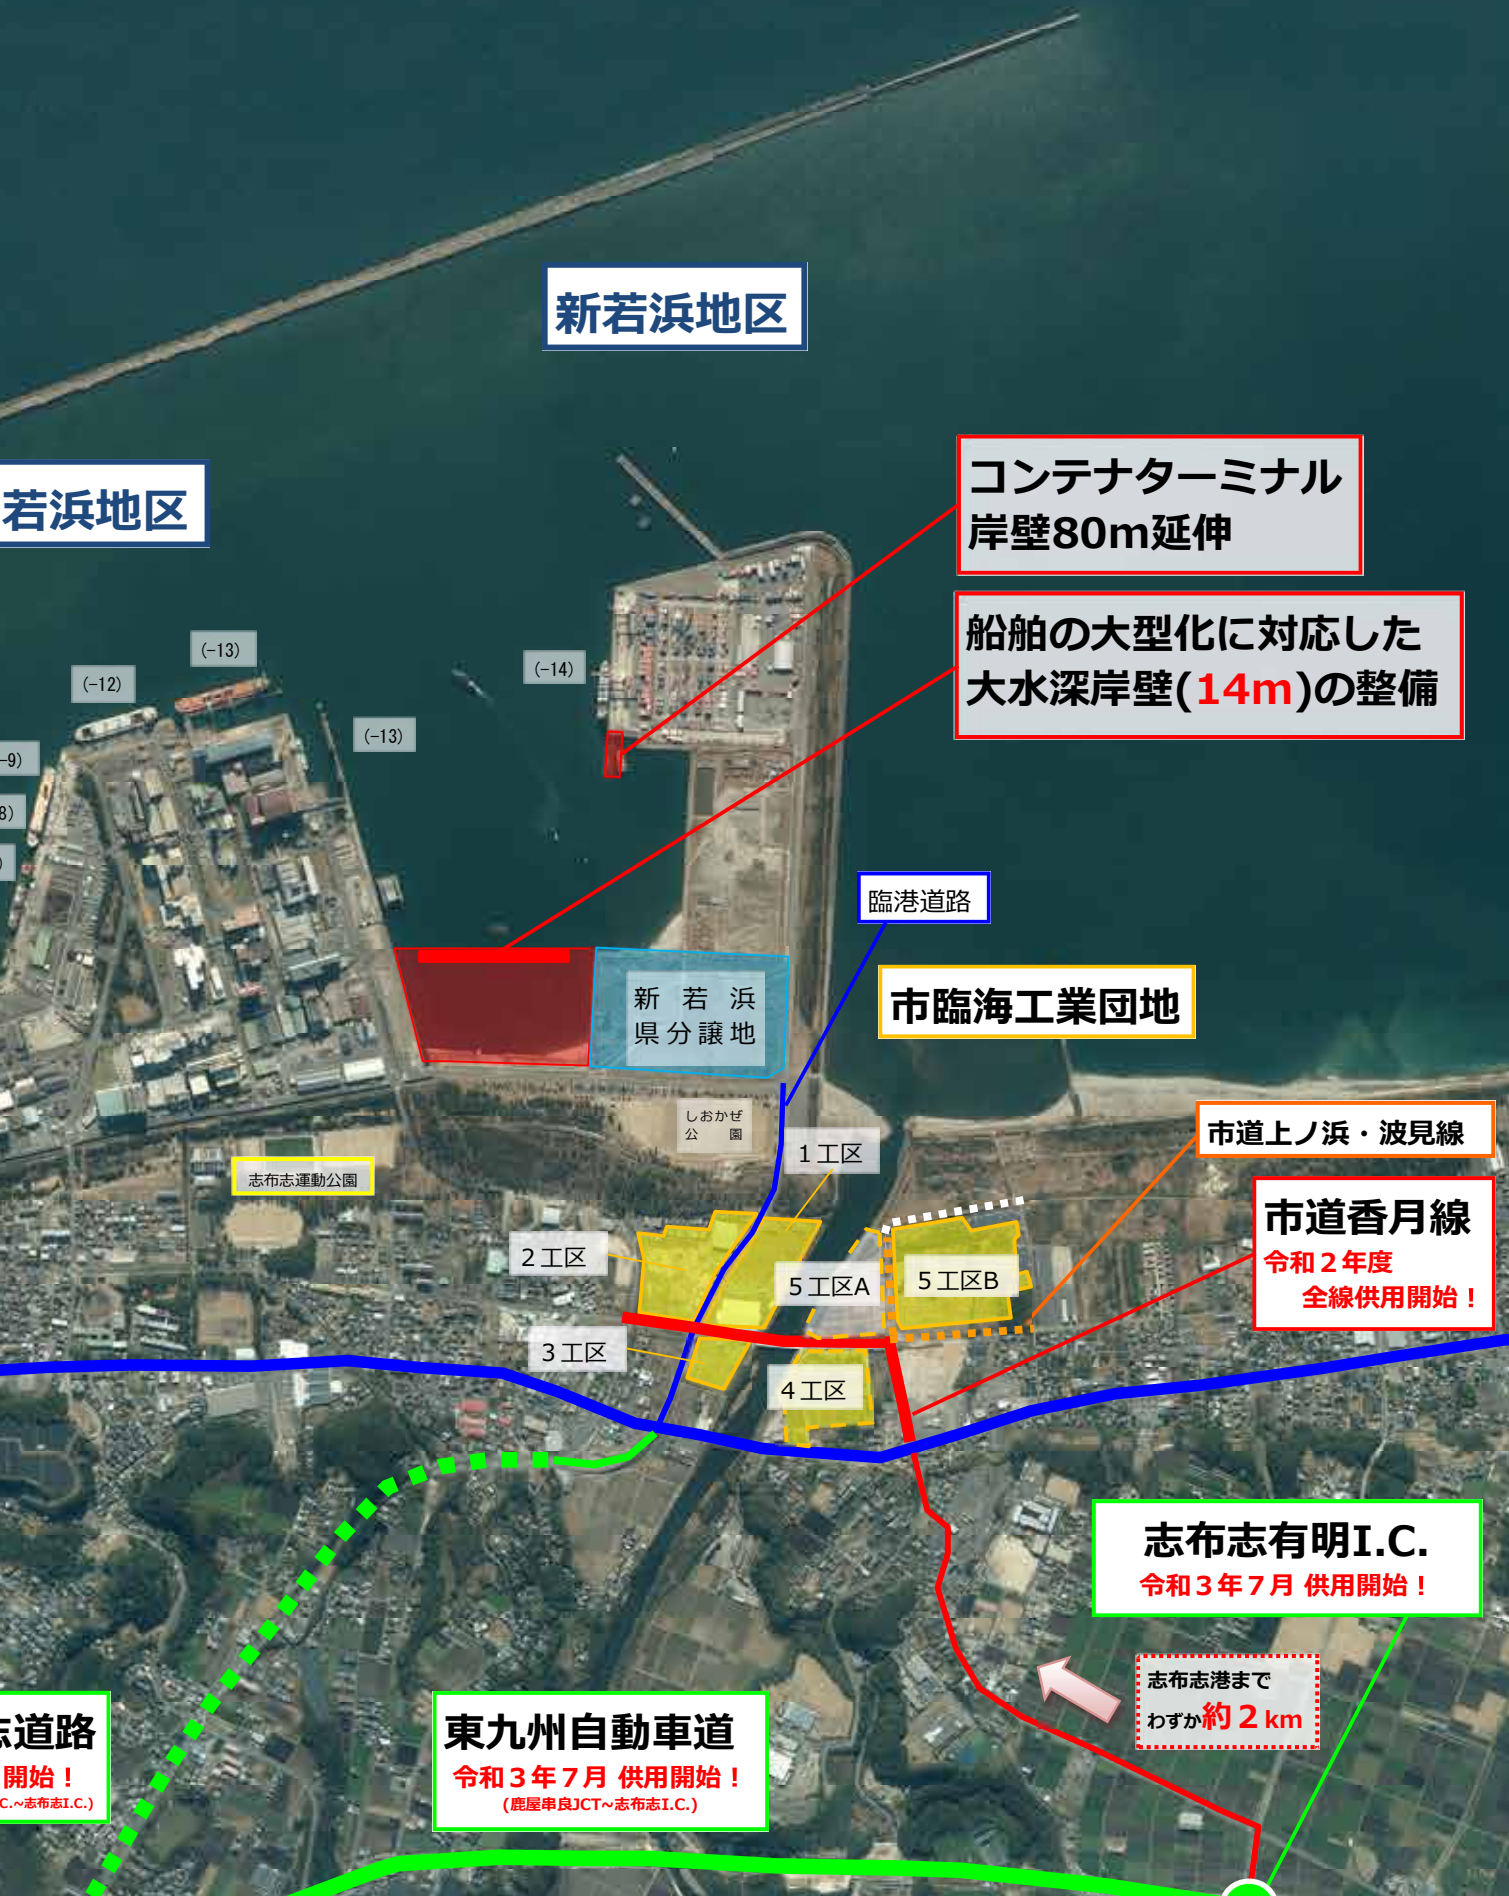 新若浜地区
若浜地区
コンテナターミナル
岸壁80m延伸
船舶の大型化に対応した
大水深岸壁(14m)の整備
(-13)
(-12)
(-14)
(-13)
-9)
8)
)
臨港道路
新若浜
県分譲地
市臨海工業団地
しおかぜ
公園
市道上ノ浜・波見線
1工区
志布志運動公園
市道香月線
令和2年度
全線供用開始！
2工区
5工区A
5工区B
3工区
4工区
志布志有明I.C.
令和3年7月 供用開始！
志布志港まで
わずか約2km
志道路
開始！
C.~志布志I.C.)
東九州自動車道
令和3年7月 供用開始！
(鹿屋串良JCT~志布志I.C.)